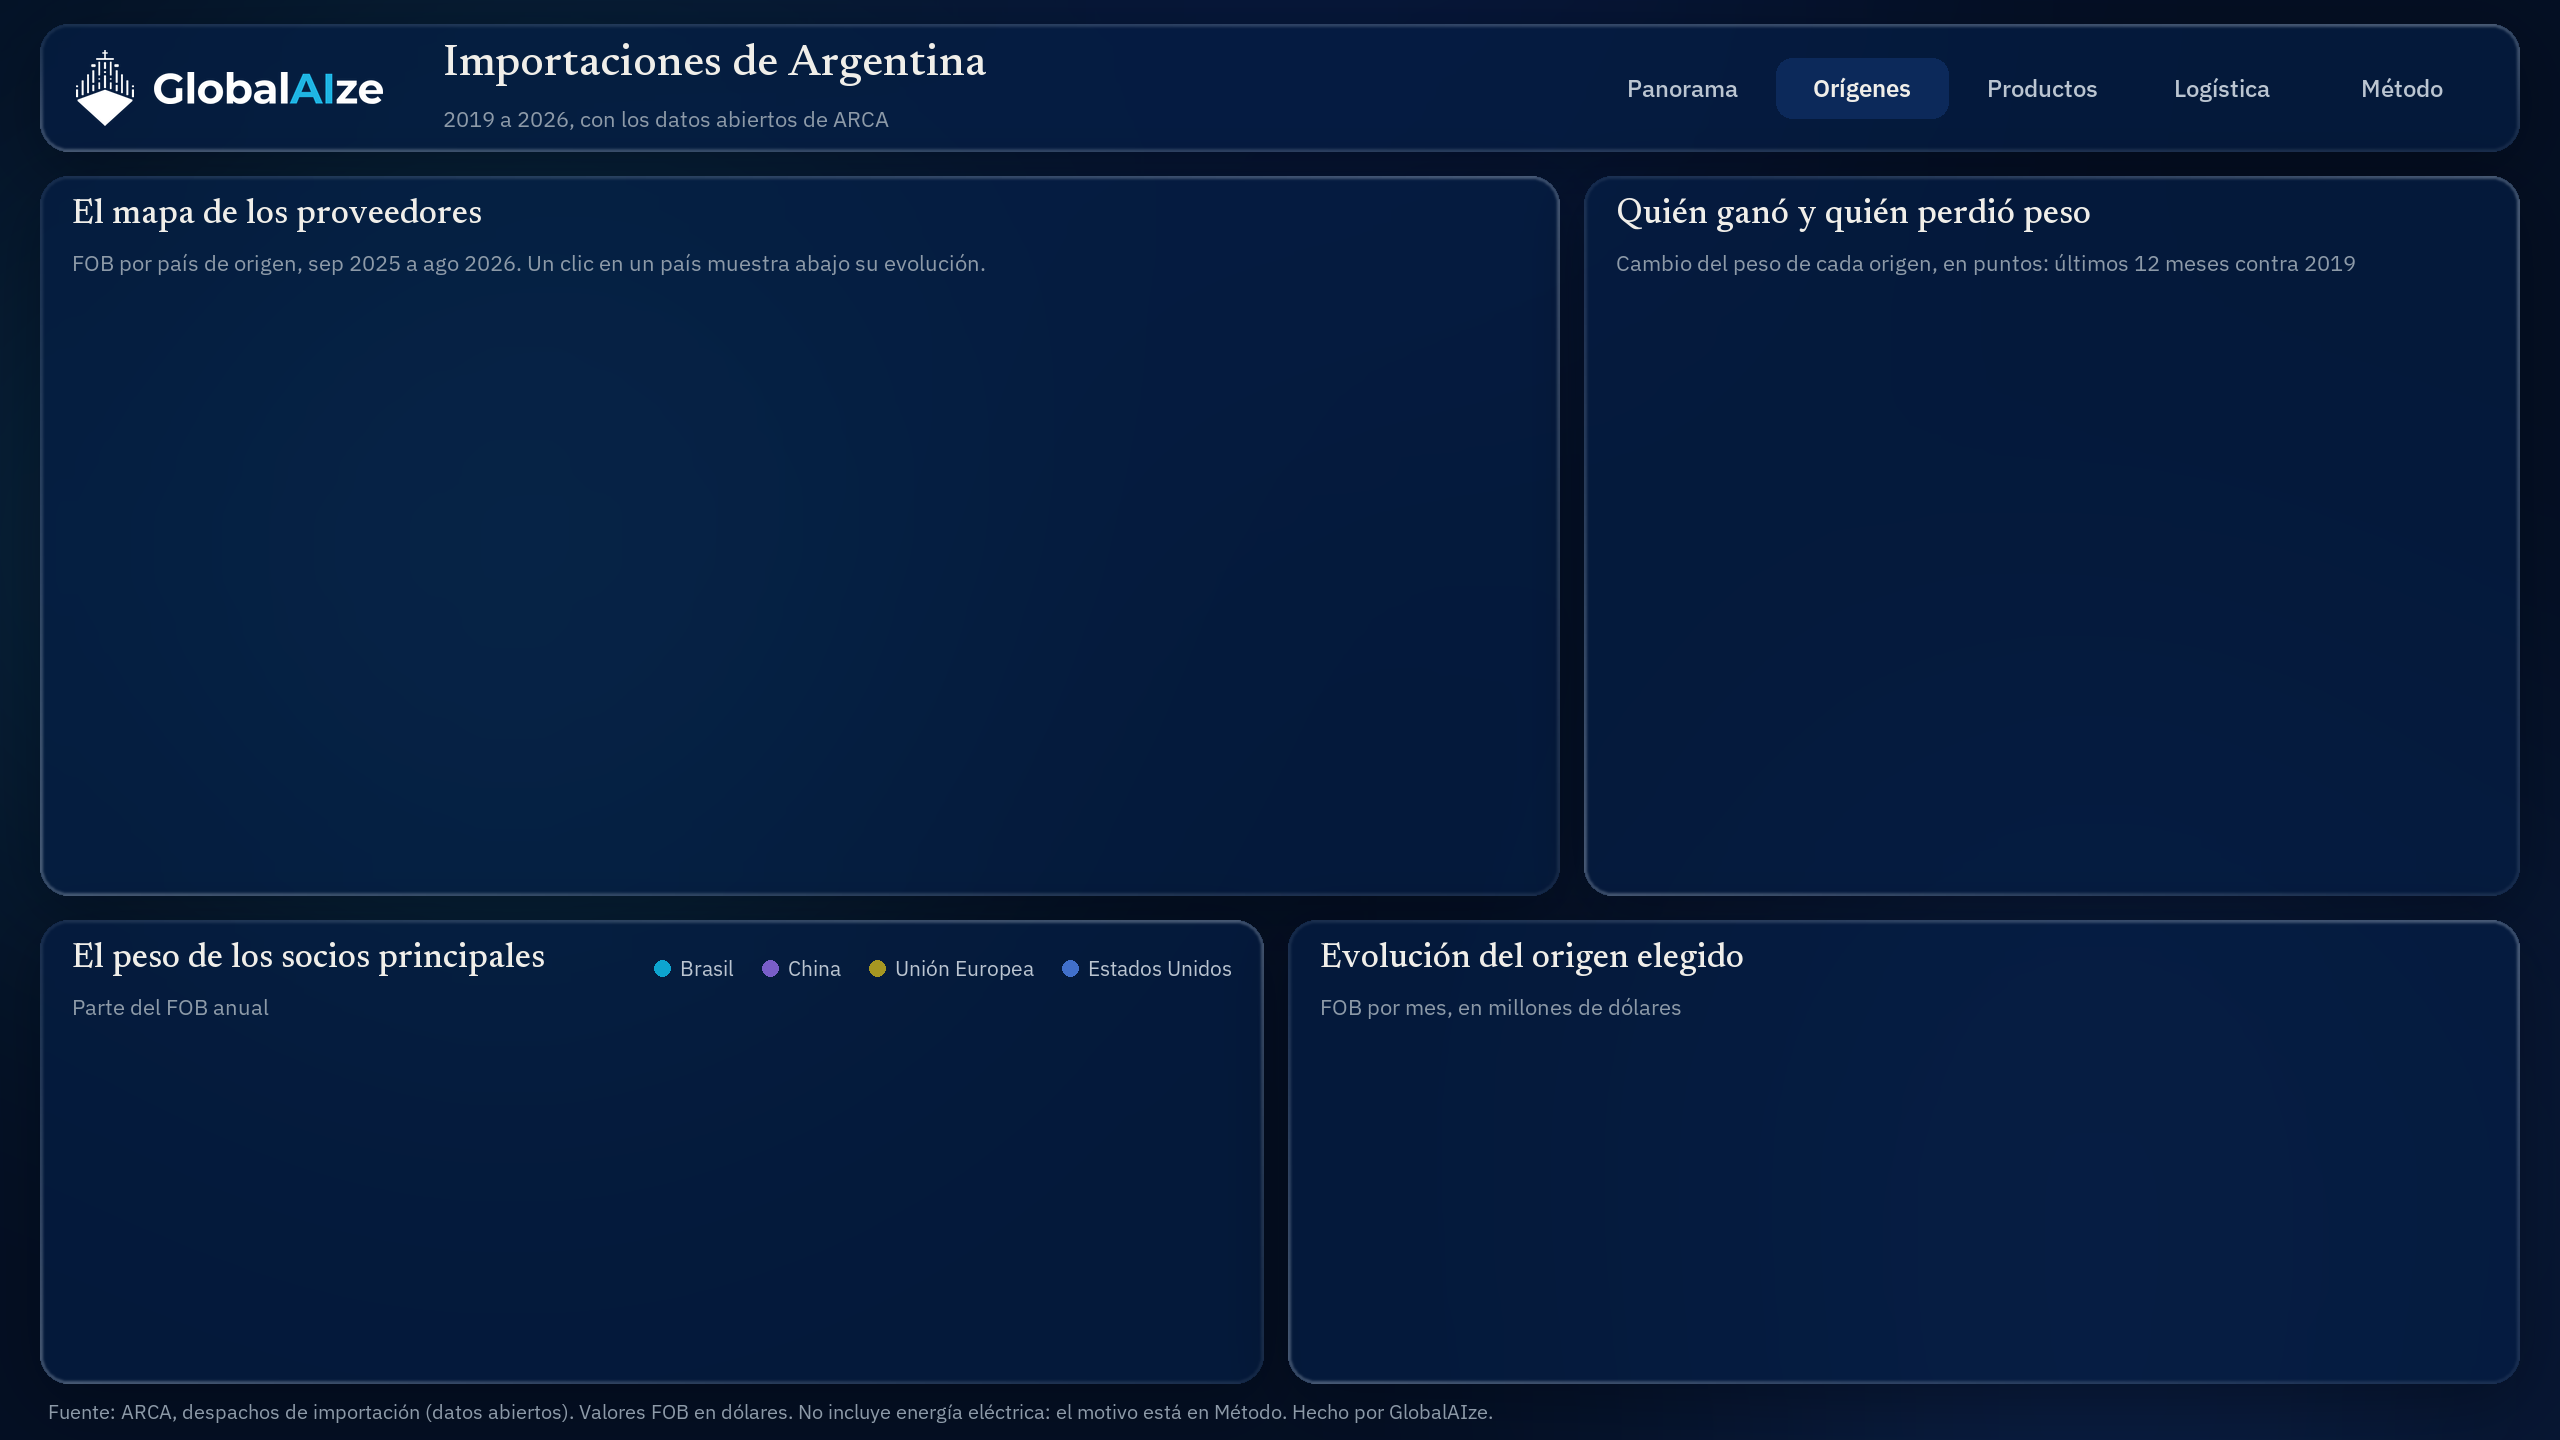 GlobalAIze
Importaciones de Argentina
2019 a 2026, con los datos abiertos de ARCA
Panorama
Orígenes
Productos
Logística
Método
El mapa de los proveedores
FOB por país de origen, sep 2025 a ago 2026. Un clic en un país muestra abajo su evolución.
Quién ganó y quién perdió peso
Cambio del peso de cada origen, en puntos: últimos 12 meses contra 2019
El peso de los socios principales
Brasil
China
Unión Europea
Estados Unidos
Parte del FOB anual
Evolución del origen elegido
FOB por mes, en millones de dólares
Fuente: ARCA, despachos de importación (datos abiertos). Valores FOB en dólares. No incluye energía eléctrica: el motivo está en Método. Hecho por GlobalAIze.